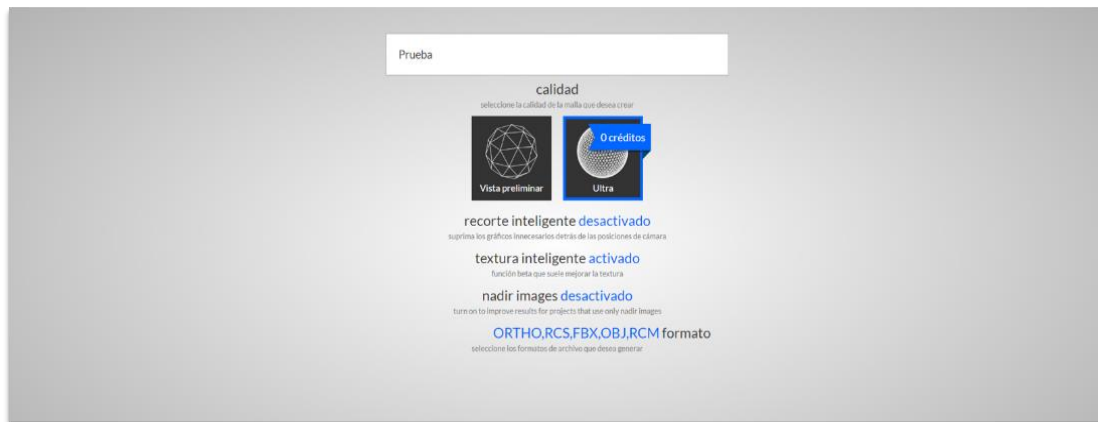 Prueba
calidad
seleccione la calidad de la malla que desea crear
0 créditos
Vista preliminar
Ultra
recorte inteligente desactivado
suprima los gráficos innecesarios detrás de las posiciones de cámara
textura inteligente activado
función beta que suele mejorar la textura
nadir images desactivado
turn on to improve results for projects that use only nadir images
ORTHO,RCS,FBX,OBJ,RCM formato
seleccione los formatos de archivo que desea generar